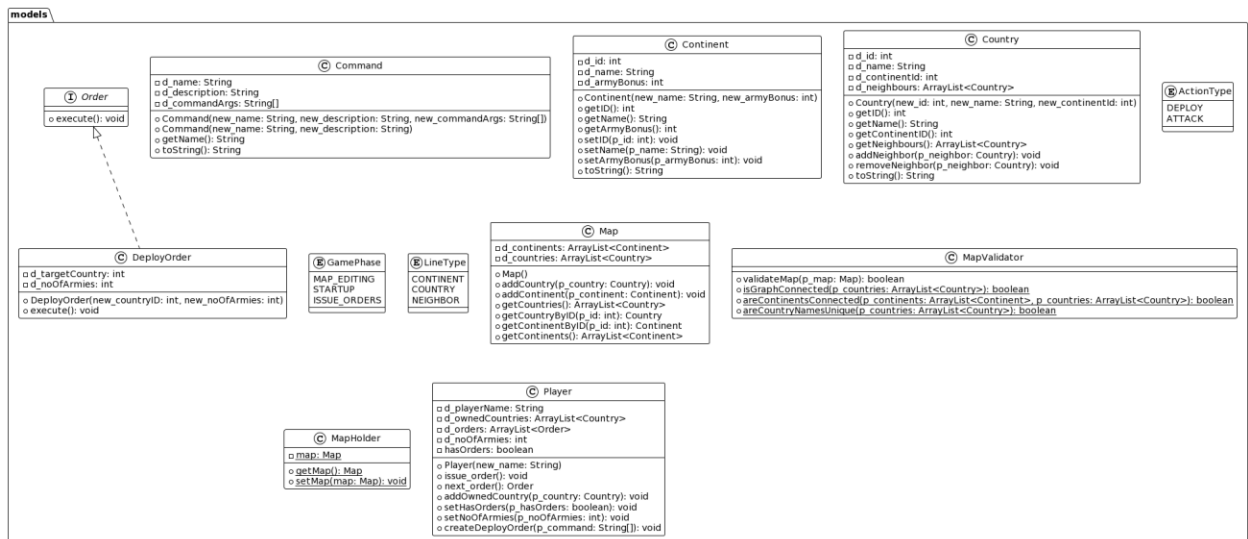 models
I Order
execute(): void
C Command
d_name: String
d_description: String
d_commandArgs: String[]
Command(new_name: String, new_description: String, new_commandArgs: String[])
Command(new_name: String, new_description: String)
getName(): String
toString(): String
C Continent
d_id: int
d_name: String
d_armyBonus: int
Continent(new_name: String, new_armyBonus: int)
getID(): int
getName(): String
getArmyBonus(): int
setID(p_id: int): void
setName(p_name: String): void
setArmyBonus(p_armyBonus: int): void
toString(): String
C Country
d_id: int
d_name: String
d_continentId: int
d_neighbours: ArrayList<Country>
Country(new_id: int, new_name: String, new_continentId: int)
getID(): int
getName(): String
getContinentID(): int
getNeighbours(): ArrayList<Country>
addNeighbor(p_neighbor: Country): void
removeNeighbor(p_neighbor: Country): void
toString(): String
E ActionType
DEPLOY
ATTACK
C DeployOrder
d_targetCountry: int
d_noOfArmies: int
DeployOrder(new_countryID: int, new_noOfArmies: int)
execute(): void
E GamePhase
MAP_EDITING
STARTUP
ISSUE_ORDERS
E LineType
CONTINENT
COUNTRY
NEIGHBOR
C Map
d_continents: ArrayList<Continent>
d_countries: ArrayList<Country>
Map()
addCountry(p_country: Country): void
addContinent(p_continent: Continent): void
getCountries(): ArrayList<Country>
getCountryByID(p_id: int): Country
getContinentByID(p_id: int): Continent
getContinents(): ArrayList<Continent>
C MapValidator
validateMap(p_map: Map): boolean
isGraphConnected(p_countries: ArrayList<Country>): boolean
areContinentsConnected(p_continents: ArrayList<Continent>, p_countries: ArrayList<Country>): boolean
areCountryNamesUnique(p_countries: ArrayList<Country>): boolean
C MapHolder
map: Map
getMap(): Map
setMap(map: Map): void
C Player
d_playerName: String
d_ownedCountries: ArrayList<Country>
d_orders: ArrayList<Order>
d_noOfArmies: int
hasOrders: boolean
Player(new_name: String)
issue_order(): void
next_order(): Order
addOwnedCountry(p_country: Country): void
setHasOrders(p_hasOrders: boolean): void
setNoOfArmies(p_noOfArmies: int): void
createDeployOrder(p_command: String[]): void